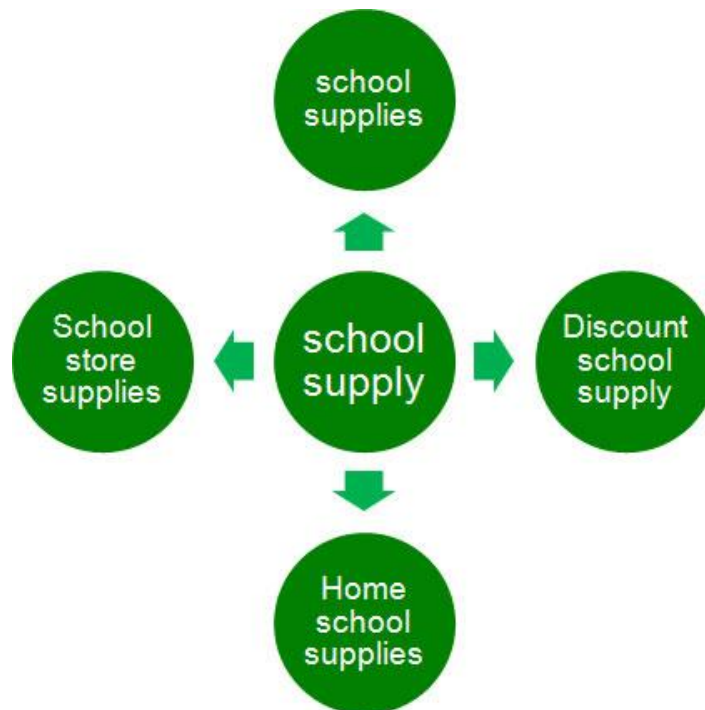 school
supplies
School
store
supplies
school
supply
Discount
school
supply
Home
school
supplies